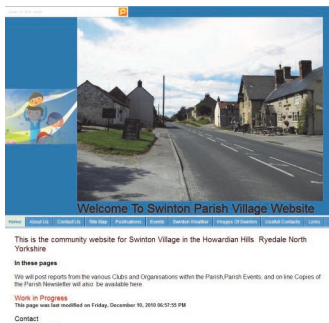 Welcome To Swinton Parish Village Website
Home About Us Contact Us Site Map Publications Events Swinton Weather Images Of Swinton Useful Contacts Links
This is the community website for Swinton Village in the Howardian Hills Ryedale North
Yorkshire
In these pages
We will post reports from the various Clubs and Organisations within the Parish,Parish Events, and on line Copies of
the Parish Newsletter will also be available here
Work in Progress
This page was last modified on Friday, December 10, 2010 06:57:55 PM
Contact